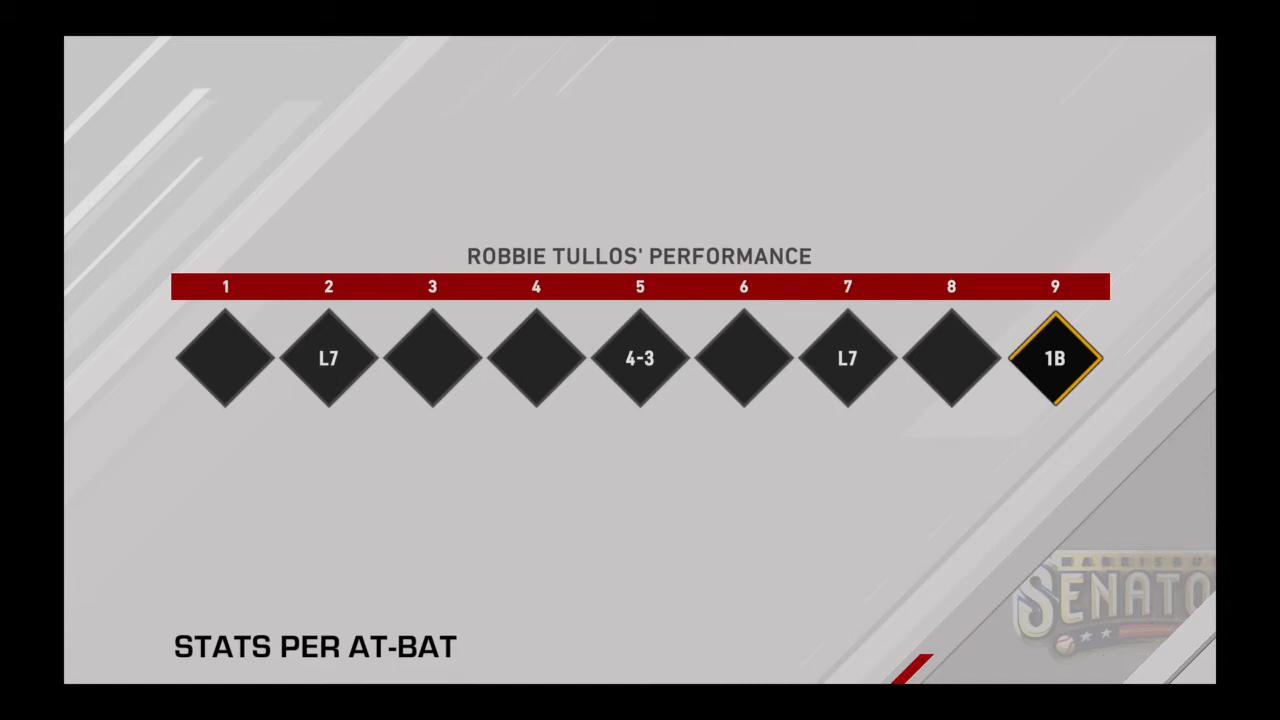 ROBBIE TULLOS' PERFORMANCE
1 2 3 4 5 6 7 8 9
L7 4-3 L7 1B
SENATO
STATS PER AT-BAT